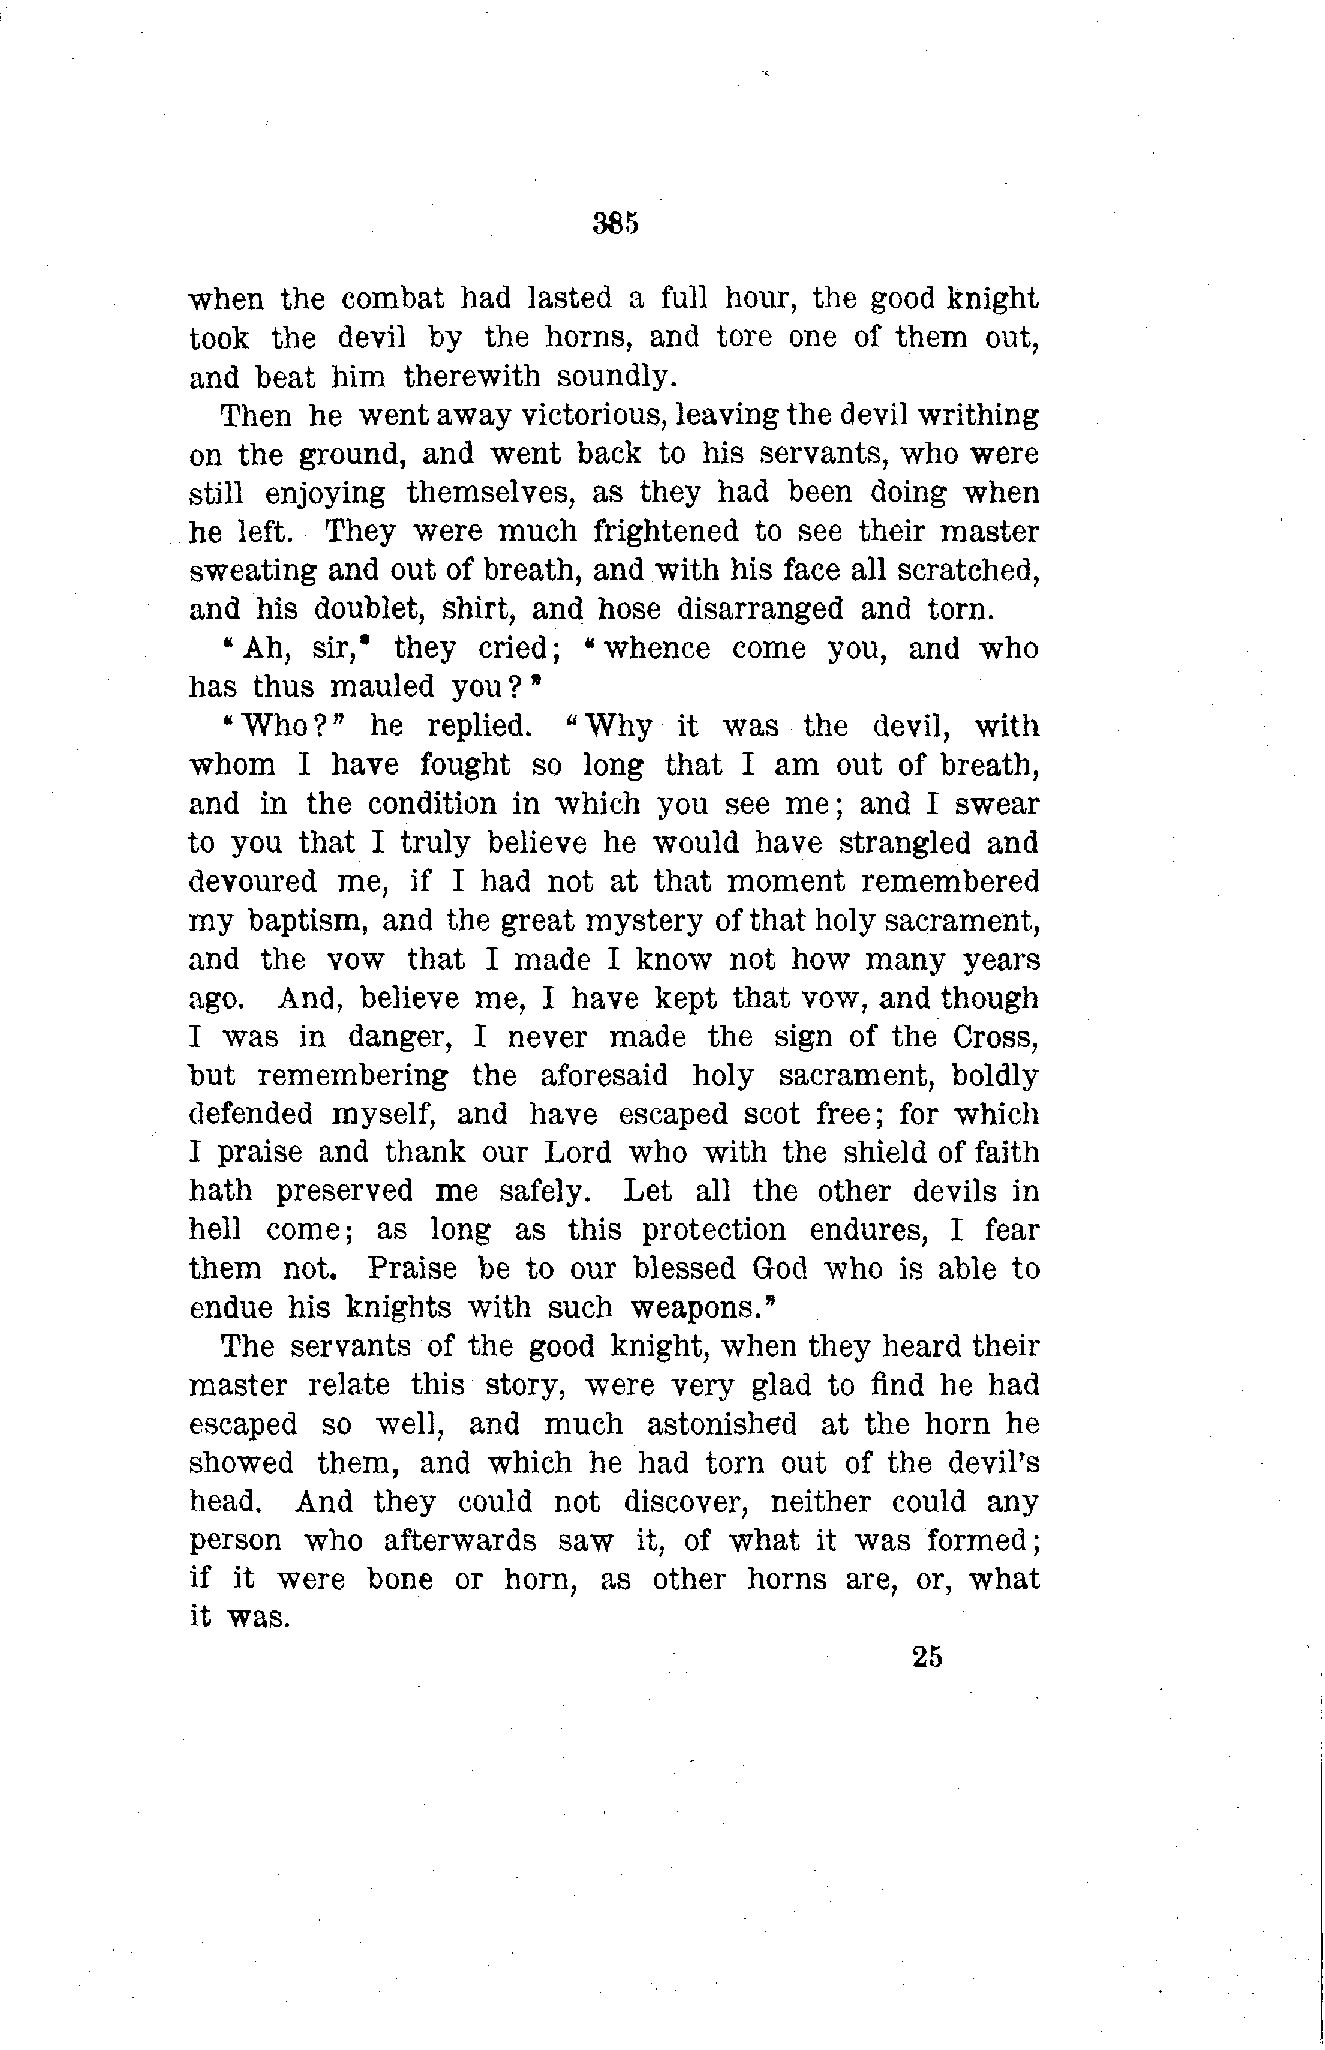 385
when the combat had lasted a full hour, the good knight
took the devil by the horns, and tore one of them out,
and beat him therewith soundly.
Then he went away victorious, leaving the devil writhing
on the ground, and went back to his servants, who were
still enjoying themselves, as they had been doing when
he left. They were much frightened to see their master
sweating and out of breath, and with his face all scratched,
and his doublet, shirt, and hose disarranged and torn.
"Ah, sir," they cried; "whence come you, and who
has thus mauled you?"
"Who?" he replied. "Why it was the devil, with
whom I have fought so long that I am out of breath,
and in the condition in which you see me; and I swear
to you that I truly believe he would have strangled and
devoured me, if I had not at that moment remembered
my baptism, and the great mystery of that holy sacrament,
and the vow that I made I know not how many years
ago. And, believe me, I have kept that vow, and though
I was in danger, I never made the sign of the Cross,
but remembering the aforesaid holy sacrament, boldly
defended myself, and have escaped scot free; for which
I praise and thank our Lord who with the shield of faith
hath preserved me safely. Let all the other devils in
hell come; as long as this protection endures, I fear
them not. Praise be to our blessed God who is able to
endue his knights with such weapons."
The servants of the good knight, when they heard their
master relate this story, were very glad to find he had
escaped so well, and much astonished at the horn he
showed them, and which he had torn out of the devil's
head. And they could not discover, neither could any
person who afterwards saw it, of what it was formed;
if it were bone or horn, as other horns are, or, what
it was.
25